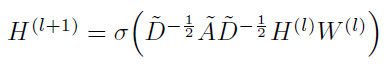 H^{(l+1)} = σ(D̃^{-1/2} Ã D̃^{-1/2} H^{(l)} W^{(l)})